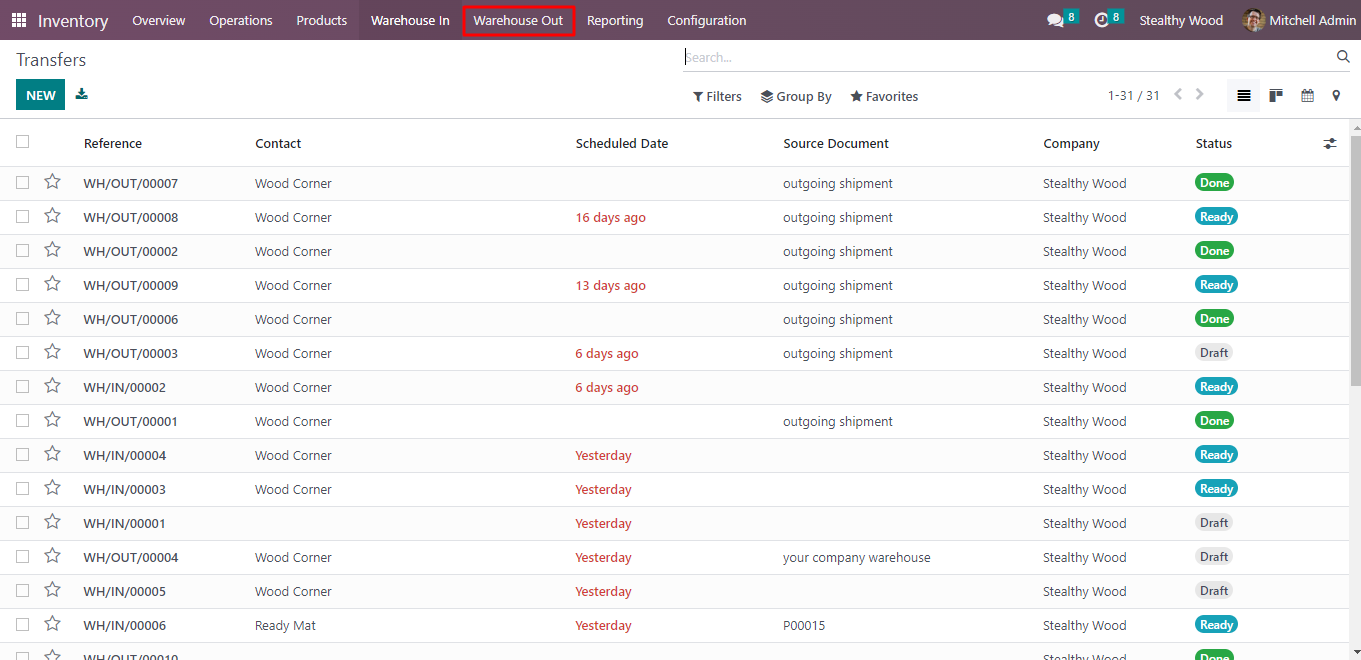 Inventory Overview Operations Products Warehouse In Warehouse Out Reporting Configuration 8 8 Stealthy Wood Mitchell Admin
Transfers Search...
NEW Filters Group By Favorites 1-31 / 31
Reference Contact Scheduled Date Source Document Company Status
WH/OUT/00007 Wood Corner outgoing shipment Stealthy Wood Done
WH/OUT/00008 Wood Corner 16 days ago outgoing shipment Stealthy Wood Ready
WH/OUT/00002 Wood Corner outgoing shipment Stealthy Wood Done
WH/OUT/00009 Wood Corner 13 days ago outgoing shipment Stealthy Wood Ready
WH/OUT/00006 Wood Corner outgoing shipment Stealthy Wood Done
WH/OUT/00003 Wood Corner 6 days ago outgoing shipment Stealthy Wood Draft
WH/IN/00002 Wood Corner 6 days ago Stealthy Wood Ready
WH/OUT/00001 Wood Corner outgoing shipment Stealthy Wood Done
WH/IN/00004 Wood Corner Yesterday Stealthy Wood Ready
WH/IN/00003 Wood Corner Yesterday Stealthy Wood Ready
WH/IN/00001 Yesterday Stealthy Wood Draft
WH/OUT/00004 Wood Corner Yesterday your company warehouse Stealthy Wood Draft
WH/IN/00005 Wood Corner Yesterday Stealthy Wood Draft
WH/IN/00006 Ready Mat Yesterday P00015 Stealthy Wood Ready
WH/OUT/00010 Stealthy Wood Done